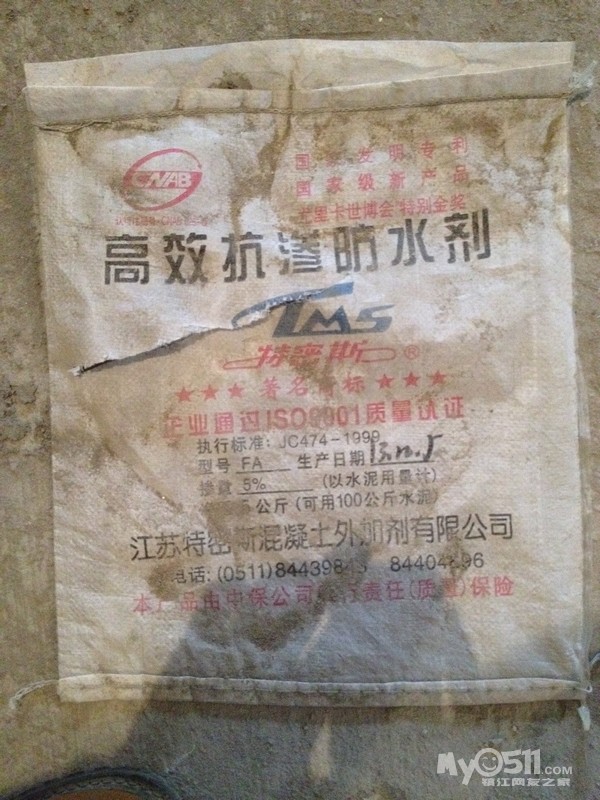 CNAB
国 发明专利
国家级新产品
里卡世博会 特别金奖
高效抗渗防水剂
TMS
特密斯®
★★★著名商标★★★
企业通过ISO9001质量认证
执行标准: JC474-1999
型号 FA 生产日期
掺量 5% (以水泥用量计)
公斤 (可用100公斤水泥)
江苏特密斯混凝土外加剂有限公司
电话: (0511)
本产品由中保公司 责任(质量)保险
My0511.COM
镇江网友之家